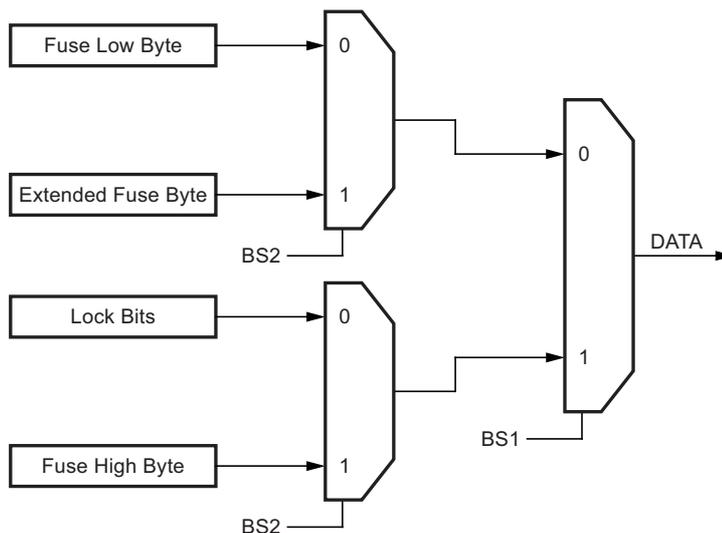 Fuse Low Byte
0
Extended Fuse Byte
1
BS2
0
DATA
Lock Bits
0
1
Fuse High Byte
1
BS1
BS2